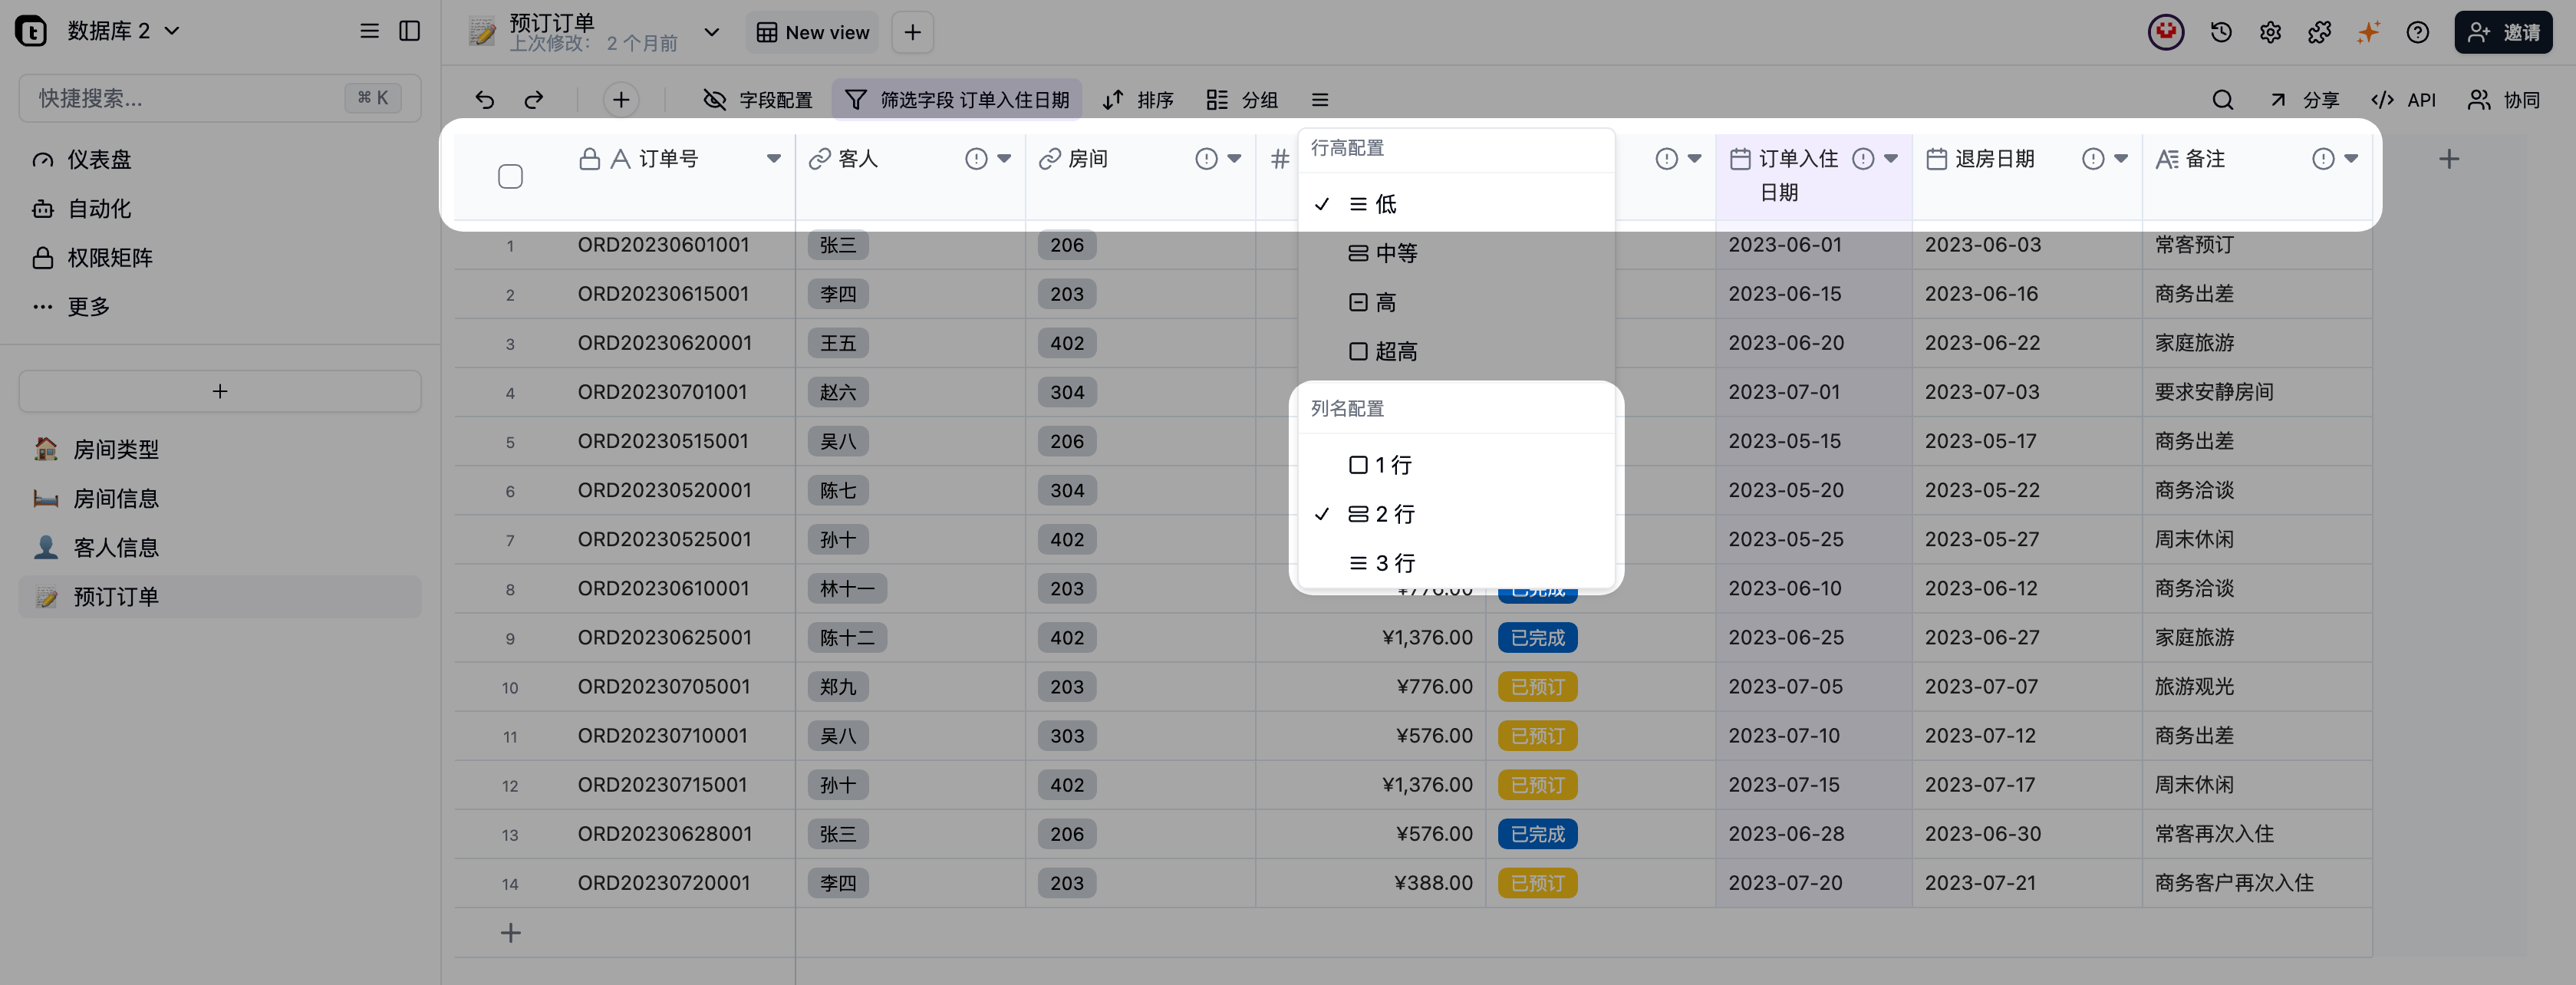 数据库 2
预订订单
上次修改： 2 个月前
New view
邀请
快捷搜索...
⌘ K
字段配置
筛选字段 订单入住日期
排序
分组
分享
API
协同
仪表盘
自动化
权限矩阵
更多
房间类型
房间信息
客人信息
预订订单
订单号 客人 房间 # 订单入住日期 退房日期 备注
行高配置
低
中等
高
超高
列名配置
1 行
2 行
3 行
1 ORD20230601001 张三 206 2023-06-01 2023-06-03 常客预订
2 ORD20230615001 李四 203 2023-06-15 2023-06-16 商务出差
3 ORD20230620001 王五 402 2023-06-20 2023-06-22 家庭旅游
4 ORD20230701001 赵六 304 2023-07-01 2023-07-03 要求安静房间
5 ORD20230515001 吴八 206 2023-05-15 2023-05-17 商务出差
6 ORD20230520001 陈七 304 2023-05-20 2023-05-22 商务洽谈
7 ORD20230525001 孙十 402 2023-05-25 2023-05-27 周末休闲
8 ORD20230610001 林十一 203 ¥776.00 已完成 2023-06-10 2023-06-12 商务洽谈
9 ORD20230625001 陈十二 402 ¥1,376.00 已完成 2023-06-25 2023-06-27 家庭旅游
10 ORD20230705001 郑九 203 ¥776.00 已预订 2023-07-05 2023-07-07 旅游观光
11 ORD20230710001 吴八 303 ¥576.00 已预订 2023-07-10 2023-07-12 商务出差
12 ORD20230715001 孙十 402 ¥1,376.00 已预订 2023-07-15 2023-07-17 周末休闲
13 ORD20230628001 张三 206 ¥576.00 已完成 2023-06-28 2023-06-30 常客再次入住
14 ORD20230720001 李四 203 ¥388.00 已预订 2023-07-20 2023-07-21 商务客户再次入住